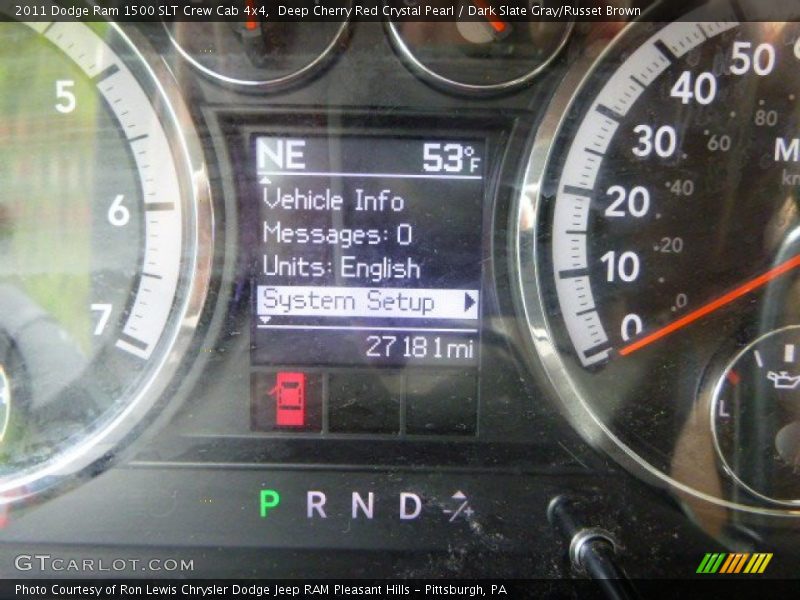 2011 Dodge Ram 1500 SLT Crew Cab 4x4, Deep Cherry Red Crystal Pearl / Dark Slate Gray/Russet Brown
NE 53°F
Vehicle Info
Messages: 0
Units: English
System Setup
27181mi
5
6
7
50
40
30
20
10
0
80
60
40
20
0
L
P R N D -/+
GTCARLOT.COM
Photo Courtesy of Ron Lewis Chrysler Dodge Jeep RAM Pleasant Hills - Pittsburgh, PA